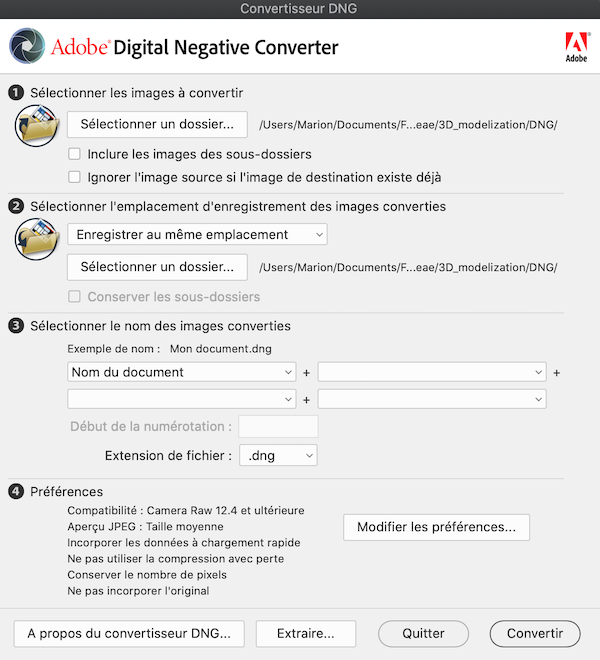 Convertisseur DNG
Adobe® Digital Negative Converter
Adobe®
1 Sélectionner les images à convertir
Sélectionner un dossier... /Users/Marion/Documents/F...eae/3D_modelization/DNG/
Inclure les images des sous-dossiers
Ignorer l'image source si l'image de destination existe déjà
2 Sélectionner l'emplacement d'enregistrement des images converties
Enregistrer au même emplacement
Sélectionner un dossier... /Users/Marion/Documents/F...eae/3D_modelization/DNG/
Conserver les sous-dossiers
3 Sélectionner le nom des images converties
Exemple de nom : Mon document.dng
Nom du document + +
+
Début de la numérotation :
Extension de fichier : .dng
4 Préférences
Compatibilité : Camera Raw 12.4 et ultérieure
Aperçu JPEG : Taille moyenne
Incorporer les données à chargement rapide
Ne pas utiliser la compression avec perte
Conserver le nombre de pixels
Ne pas incorporer l'original
Modifier les préférences...
A propos du convertisseur DNG... Extraire... Quitter Convertir